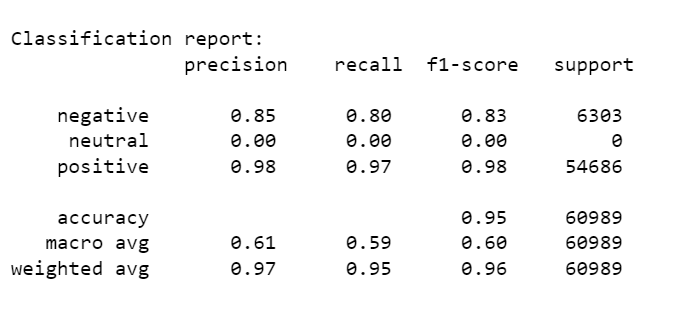 Classification report:
precision recall f1-score support
negative 0.85 0.80 0.83 6303
neutral 0.00 0.00 0.00 0
positive 0.98 0.97 0.98 54686
accuracy 0.95 60989
macro avg 0.61 0.59 0.60 60989
weighted avg 0.97 0.95 0.96 60989